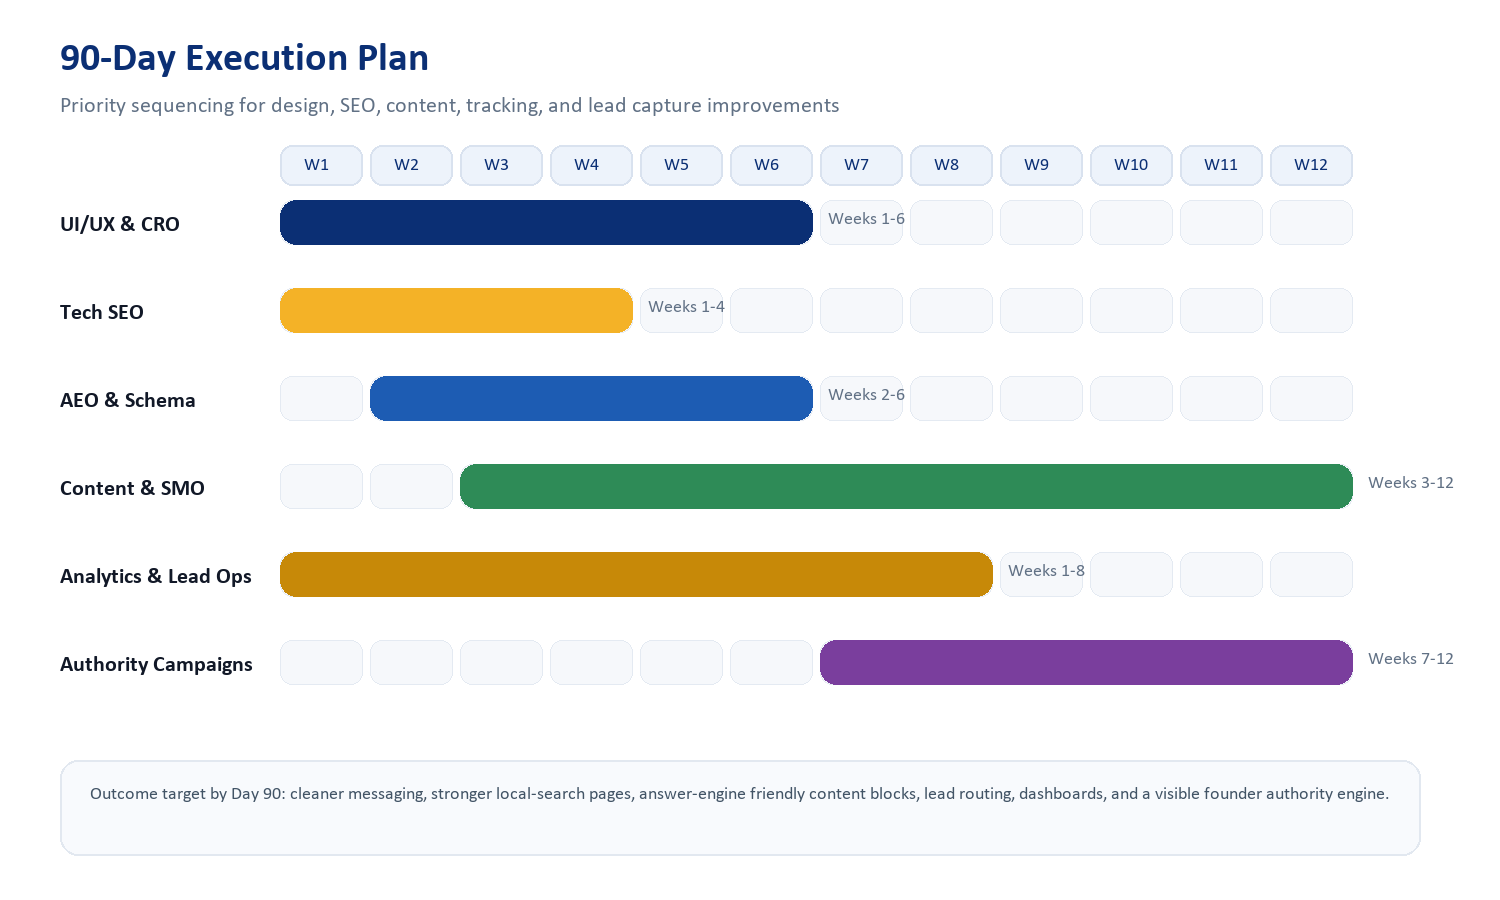 90-Day Execution Plan
Priority sequencing for design, SEO, content, tracking, and lead capture improvements
W1 W2 W3 W4 W5 W6 W7 W8 W9 W10 W11 W12
UI/UX & CRO Weeks 1-6
Tech SEO Weeks 1-4
AEO & Schema Weeks 2-6
Content & SMO Weeks 3-12
Analytics & Lead Ops Weeks 1-8
Authority Campaigns Weeks 7-12
Outcome target by Day 90: cleaner messaging, stronger local-search pages, answer-engine friendly content blocks, lead routing, dashboards, and a visible founder authority engine.